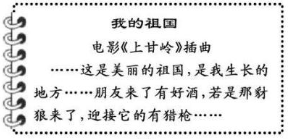 我的祖国
电影《上甘岭》插曲
……这是美丽的祖国，是我生长的
地方……朋友来了有好酒，若是那豺
狼来了，迎接它的有猎枪……